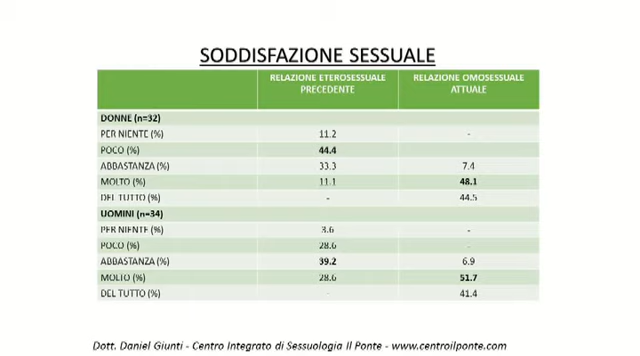 SODDISFAZIONE SESSUALE
RELAZIONE ETEROSESSUALE PRECEDENTE RELAZIONE OMOSESSUALE ATTUALE
DONNE (n=32)
PER NIENTE (%) 11.2 -
POCO (%) 44.4
ABBASTANZA (%) 33.3 7.4
MOLTO (%) 11.1 48.1
DEL TUTTO (%) - 44.5
UOMINI (n=34)
PER NIENTE (%) 3.6 -
POCO (%) 28.6 -
ABBASTANZA (%) 39.2 6.9
MOLTO (%) 28.6 51.7
DEL TUTTO (%) - 41.4
Dott. Daniel Giunti - Centro Integrato di Sessuologia Il Ponte - www.centroilponte.com